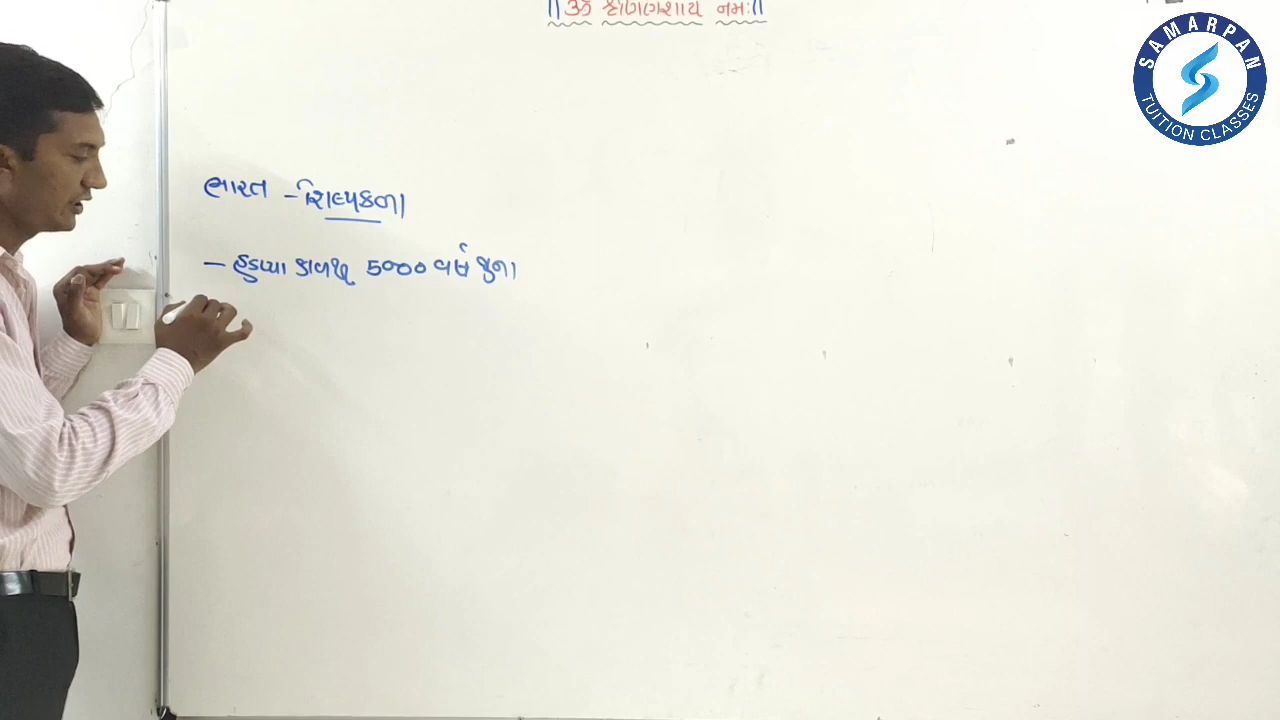 || ૐ શ્રી ગણેશાય નમઃ ||
SAMARPAN
TUITION CLASSES
ભારત - શિલ્પકળા
- હડપ્પા કાળથી 5000 વર્ષ જુના